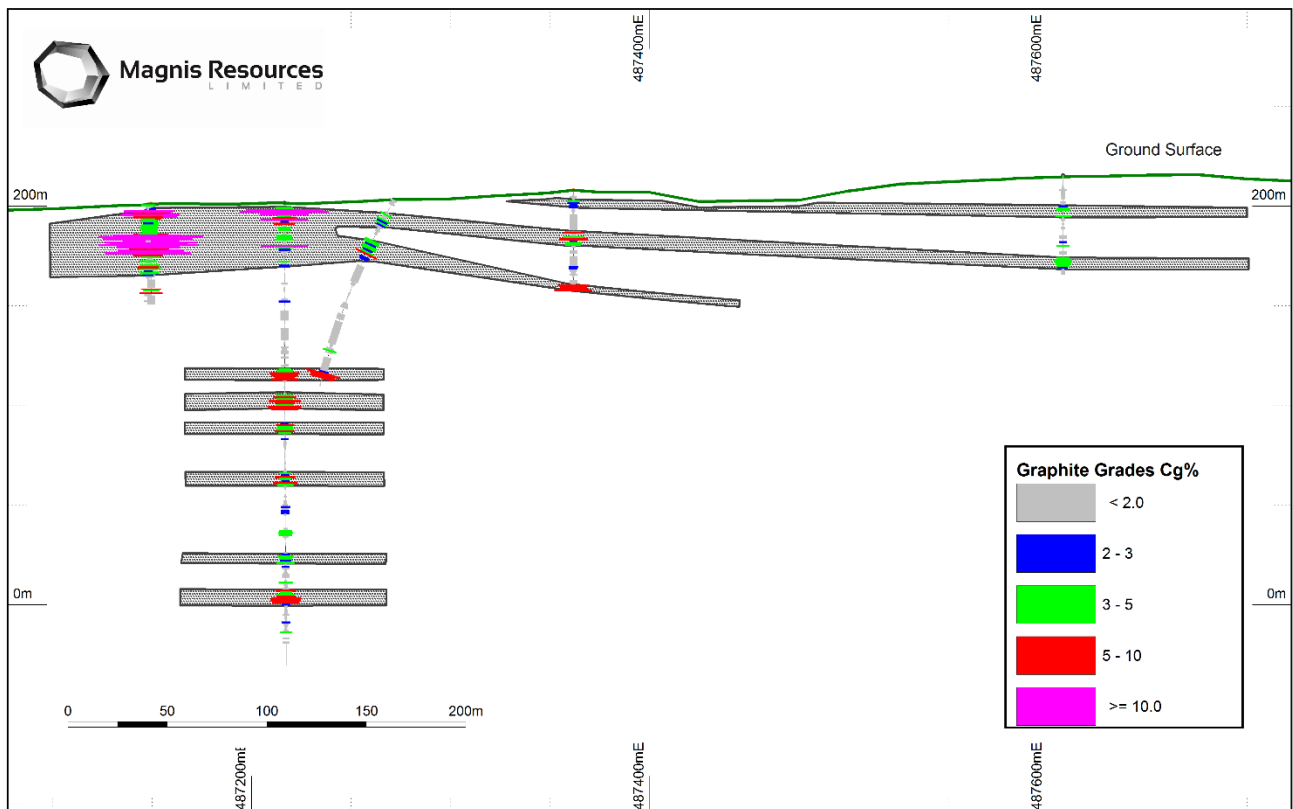 Magnis Resources
LIMITED
487400mE
487600mE
Ground Surface
200m
200m
Graphite Grades Cg%
< 2.0
2 - 3
3 - 5
5 - 10
>= 10.0
0m
0m
0 50 100 150 200m
487200mE
487400mE
487600mE